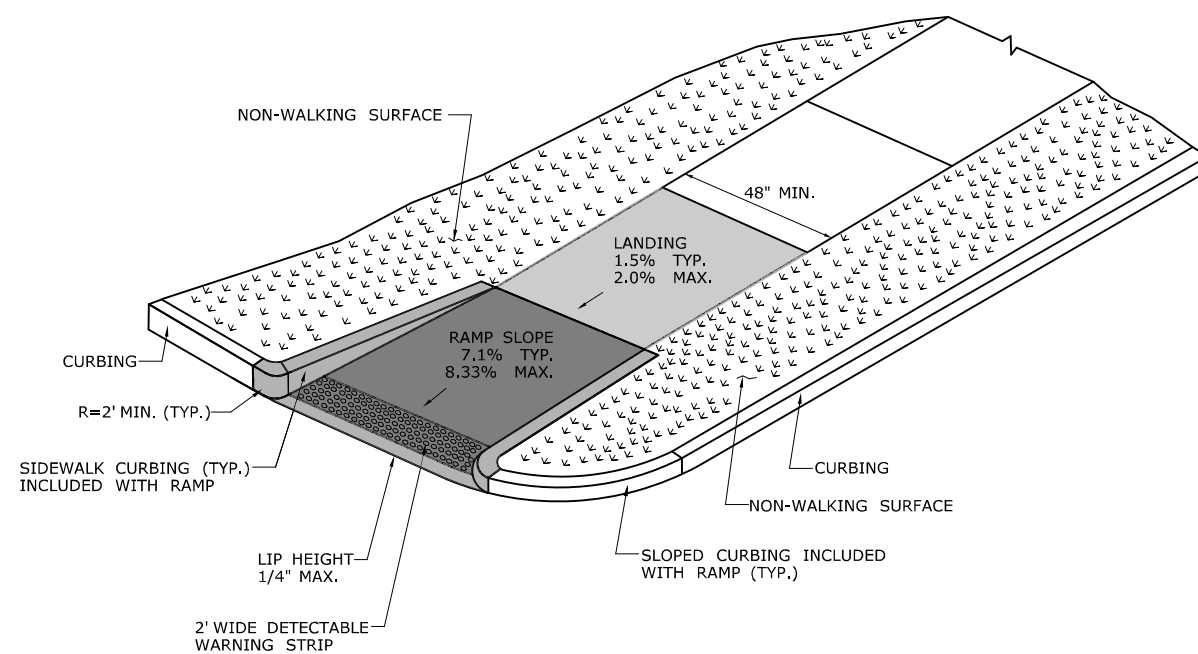 NON-WALKING SURFACE
48" MIN.
LANDING
1.5% TYP.
2.0% MAX.
RAMP SLOPE
7.1% TYP.
8.33% MAX.
CURBING
R=2' MIN. (TYP.)
SIDEWALK CURBING (TYP.)
INCLUDED WITH RAMP
CURBING
NON-WALKING SURFACE
LIP HEIGHT
1/4" MAX.
SLOPED CURBING INCLUDED
WITH RAMP (TYP.)
2' WIDE DETECTABLE
WARNING STRIP